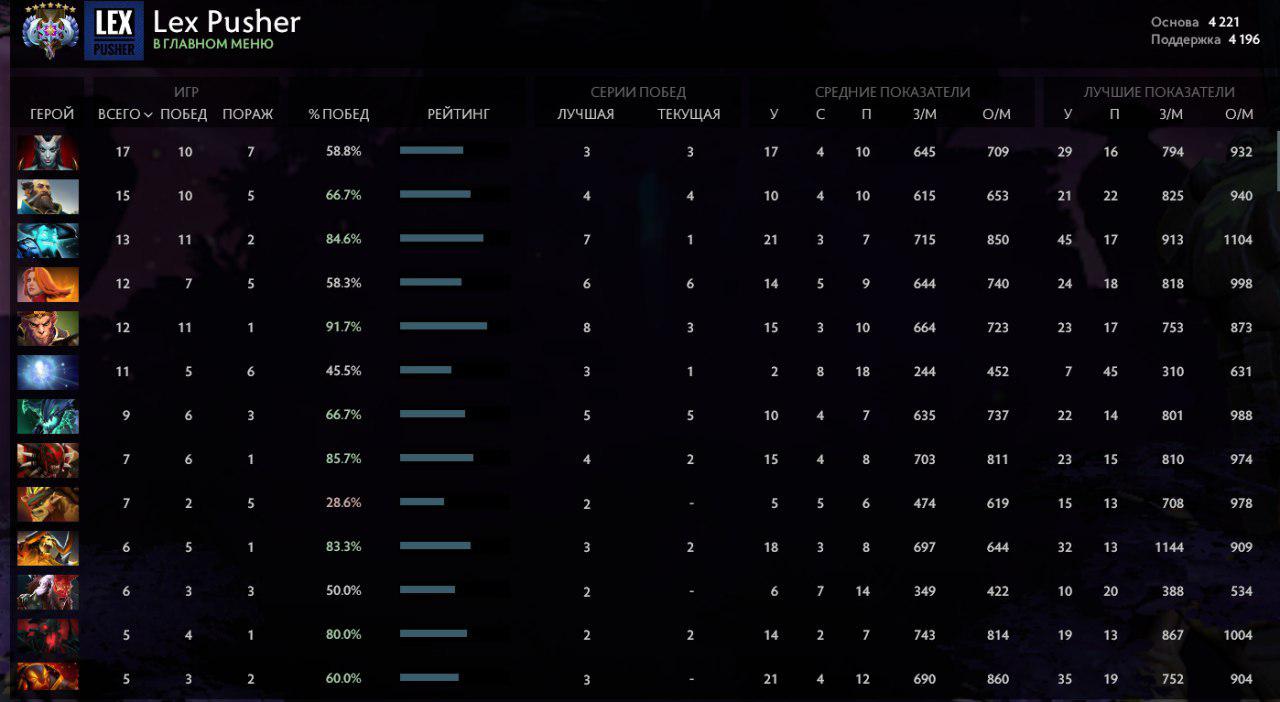 LEX
PUSHER
Lex Pusher
В ГЛАВНОМ МЕНЮ
Основа 4 221
Поддержка 4 196
ИГР СЕРИИ ПОБЕД СРЕДНИЕ ПОКАЗАТЕЛИ ЛУЧШИЕ ПОКАЗАТЕЛИ
ГЕРОЙ ВСЕГО ПОБЕД ПОРАЖ % ПОБЕД РЕЙТИНГ ЛУЧШАЯ ТЕКУЩАЯ У С П З/М О/М У П З/М О/М
17 10 7 58.8% 3 3 17 4 10 645 709 29 16 794 932
15 10 5 66.7% 4 4 10 4 10 615 653 21 22 825 940
13 11 2 84.6% 7 1 21 3 7 715 850 45 17 913 1104
12 7 5 58.3% 6 6 14 5 9 644 740 24 18 818 998
12 11 1 91.7% 8 3 15 3 10 664 723 23 17 753 873
11 5 6 45.5% 3 1 2 8 18 244 452 7 45 310 631
9 6 3 66.7% 5 5 10 4 7 635 737 22 14 801 988
7 6 1 85.7% 4 2 15 4 8 703 811 23 15 810 974
7 2 5 28.6% 2 - 5 5 6 474 619 15 13 708 978
6 5 1 83.3% 3 2 18 3 8 697 644 32 13 1144 909
6 3 3 50.0% 2 - 6 7 14 349 422 10 20 388 534
5 4 1 80.0% 2 2 14 2 7 743 814 19 13 867 1004
5 3 2 60.0% 3 - 21 4 12 690 860 35 19 752 904